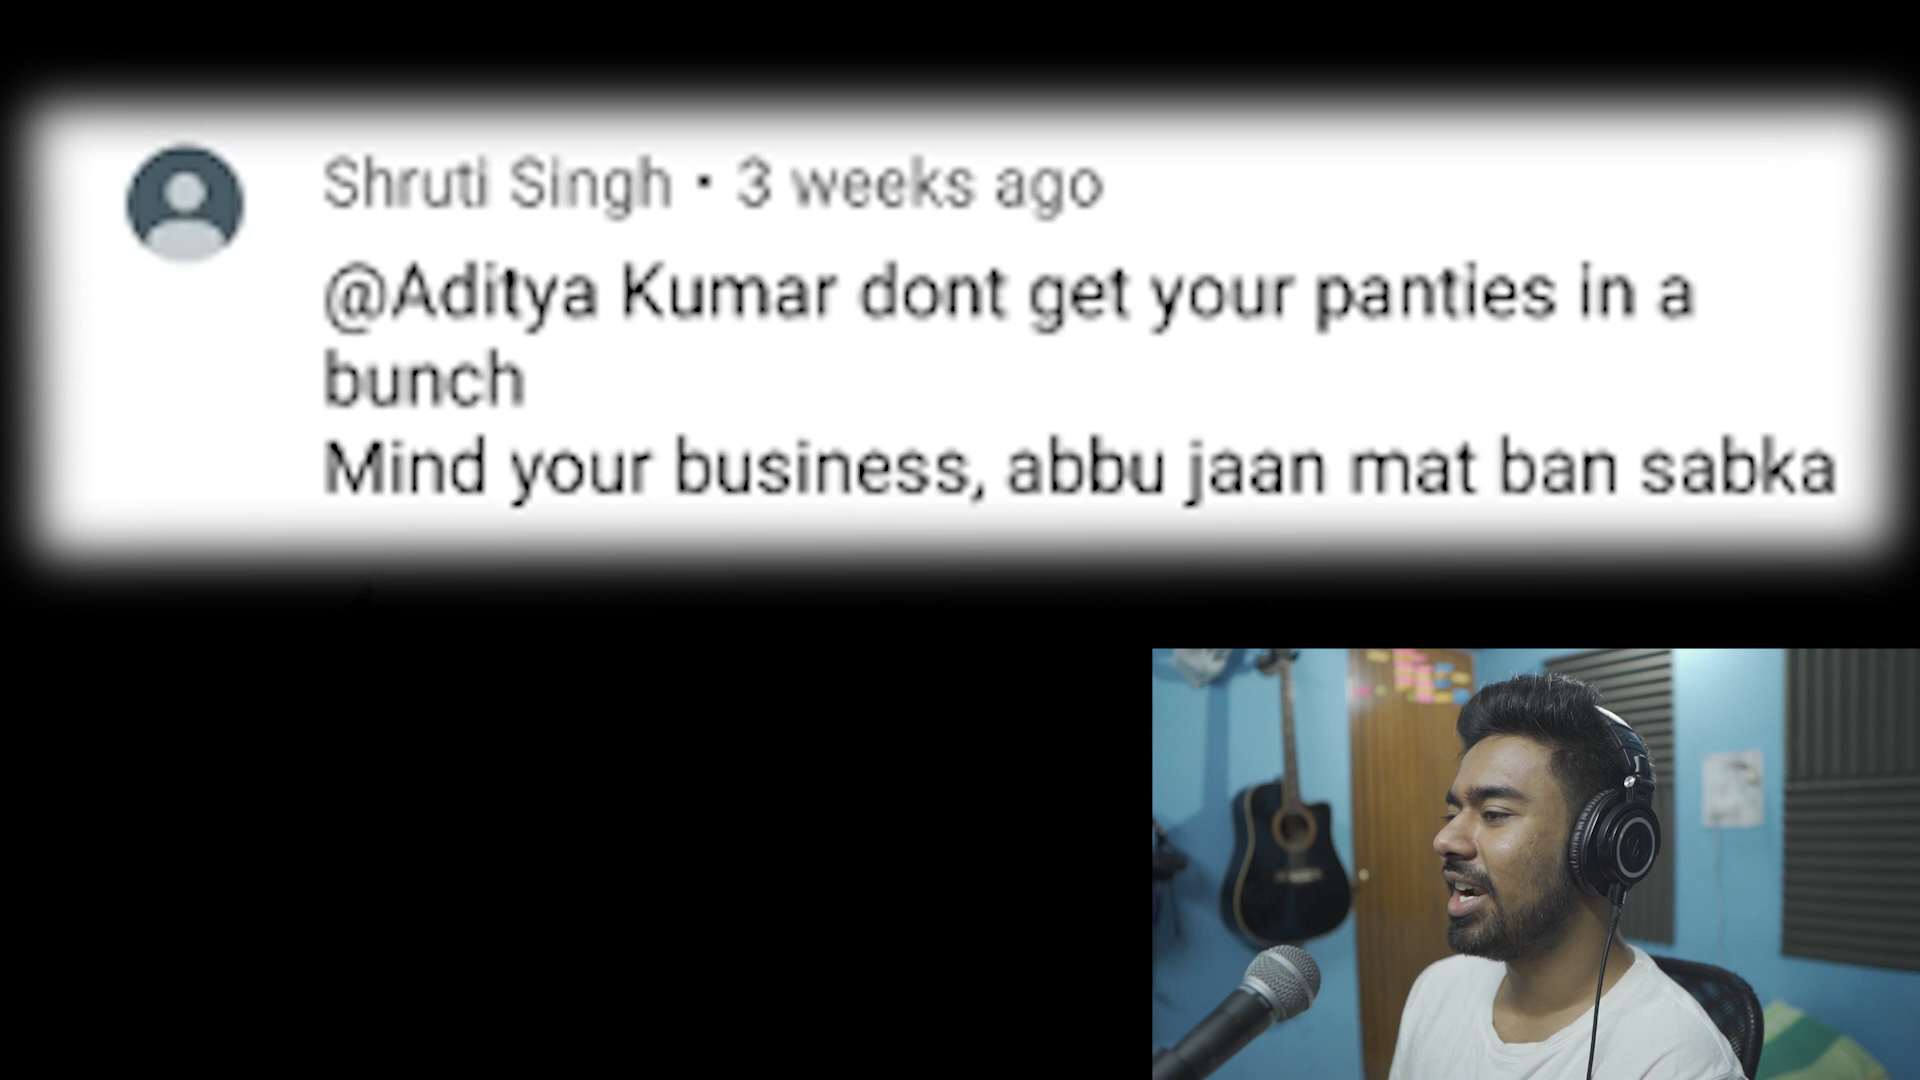 Shruti Singh • 3 weeks ago
@Aditya Kumar dont get your panties in a
bunch
Mind your business, abbu jaan mat ban sabka